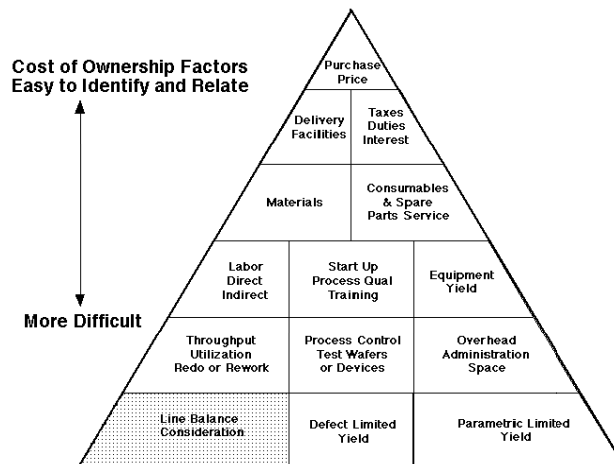 Cost of Ownership Factors
Easy to Identify and Relate
More Difficult
Purchase
Price
Delivery
Facilities
Taxes
Duties
Interest
Materials
Consumables
& Spare
Parts Service
Labor
Direct
Indirect
Start Up
Process Qual
Training
Equipment
Yield
Throughput
Utilization
Redo or Rework
Process Control
Test Wafers
or Devices
Overhead
Administration
Space
Line Balance
Consideration
Defect Limited
Yield
Parametric Limited
Yield